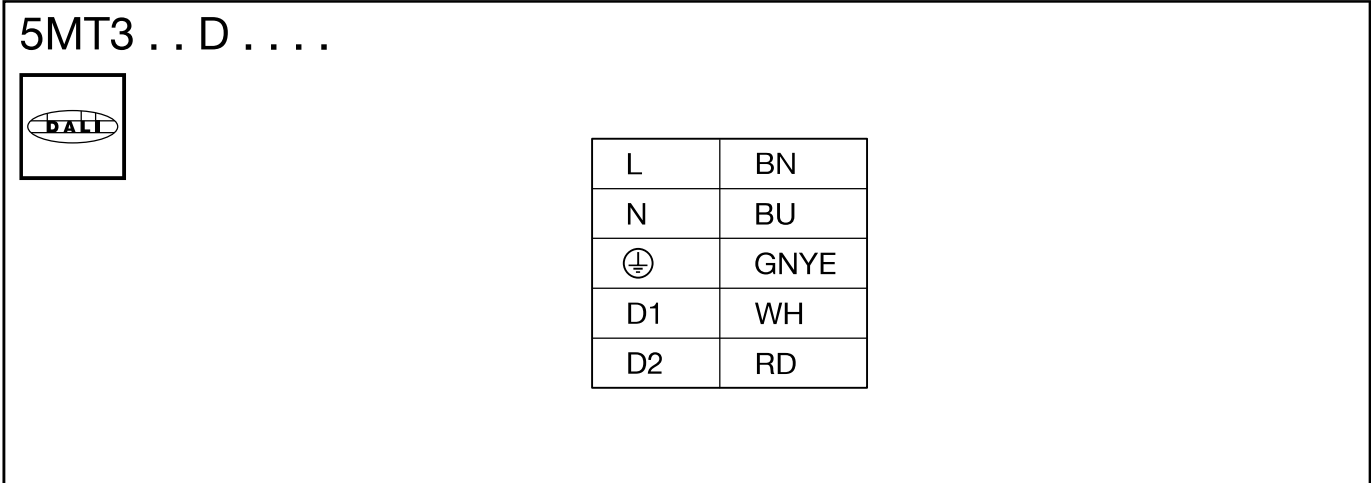 5MT3 . . D . . . .
DALI
L BN
N BU
GNYE
D1 WH
D2 RD